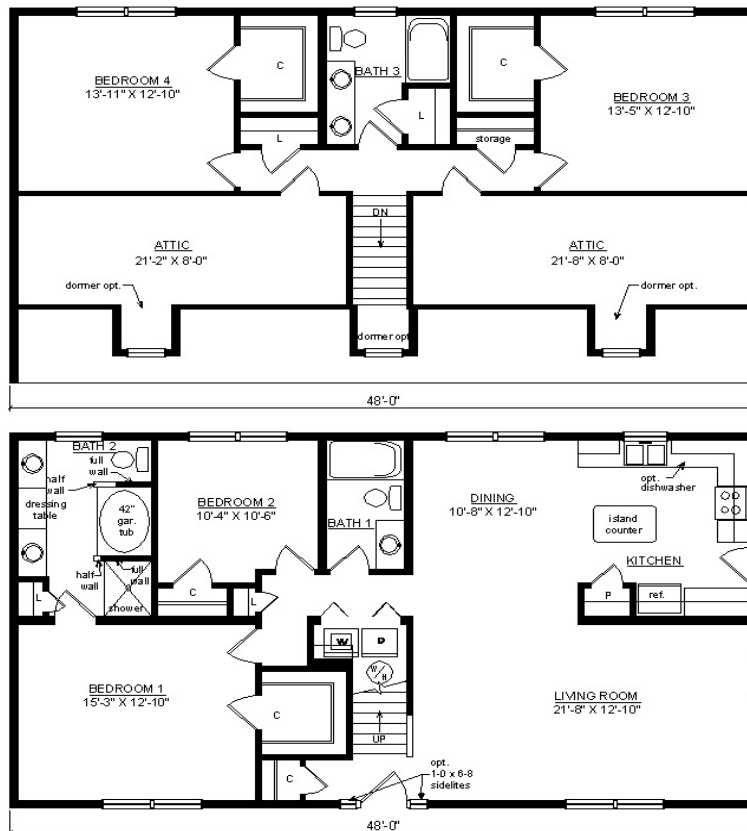 BEDROOM 4
13'-11" X 12'-10"
C
BATH 3
C
BEDROOM 3
13'-5" X 12'-10"
L
L
storage
DN
ATTIC
21'-2" X 8'-0"
ATTIC
21'-8" X 8'-0"
dormer opt.
dormer opt.
dormer opt
48'-0"
BATH 2
full
wall
half
wall
dressing
table
42"
gar.
tub
BEDROOM 2
10'-4" X 10'-6"
BATH 1
DINING
10'-8" X 12'-10"
opt.
dishwasher
island
counter
KITCHEN
half
wall
full
wall
shower
L
C
L
P
ref.
W
D
W/H
BEDROOM 1
15'-3" X 12'-10"
C
UP
LIVING ROOM
21'-8" X 12'-10"
C
opt.
1-0 x 6-8
sidelites
48'-0"